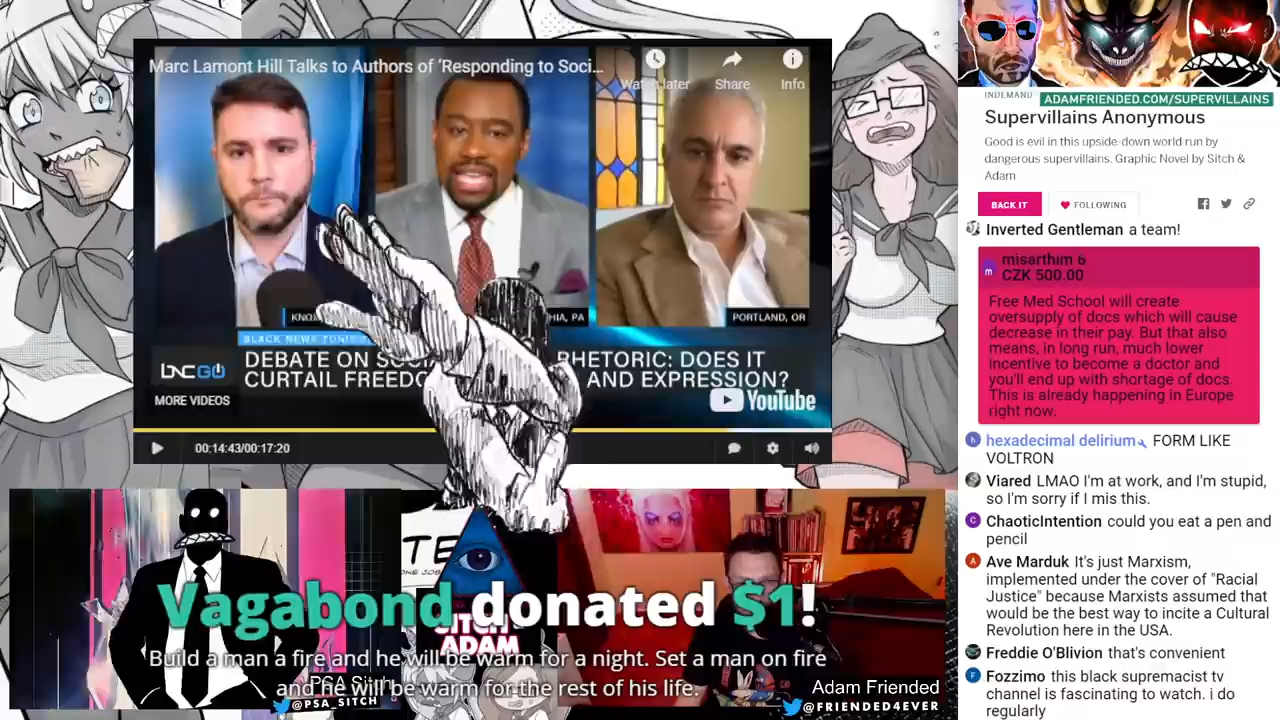 Marc Lamont Hill Talks to Authors of 'Responding to Soci...
Watch later
Share
Info
KNOX
HIA, PA
PORTLAND, OR
BLACK NEWS TONIGHT
BNC GO
DEBATE ON SOCI RHETORIC: DOES IT
CURTAIL FREEDO AND EXPRESSION?
MORE VIDEOS
YouTube
00:14:43/00:17:20
Vagabond donated $1!
SITCH
ADAM
Build a man a fire and he will be warm for a night. Set a man on fire
and he will be warm for the rest of his life.
PSA Sitch
@PSA_SITCH
Adam Friended
@FRIENDED4EVER
INDEMAND
ADAMFRIENDED.COM/SUPERVILLAINS
Supervillains Anonymous
Good is evil in this upside-down world run by
dangerous supervillains. Graphic Novel by Sitch &
Adam
BACK IT
FOLLOWING
Inverted Gentleman a team!
misarthim 6
CZK 500.00
Free Med School will create
oversupply of docs which will cause
decrease in their pay. But that also
means, in long run, much lower
incentive to become a doctor and
you'll end up with shortage of docs.
This is already happening in Europe
right now.
hexadecimal delirium FORM LIKE
VOLTRON
Viared LMAO I'm at work, and I'm stupid,
so I'm sorry if I mis this.
ChaoticIntention could you eat a pen and
pencil
Ave Marduk It's just Marxism,
implemented under the cover of "Racial
Justice" because Marxists assumed that
would be the best way to incite a Cultural
Revolution here in the USA.
Freddie O'Blivion that's convenient
Fozzimo this black supremacist tv
channel is fascinating to watch. i do
regularly